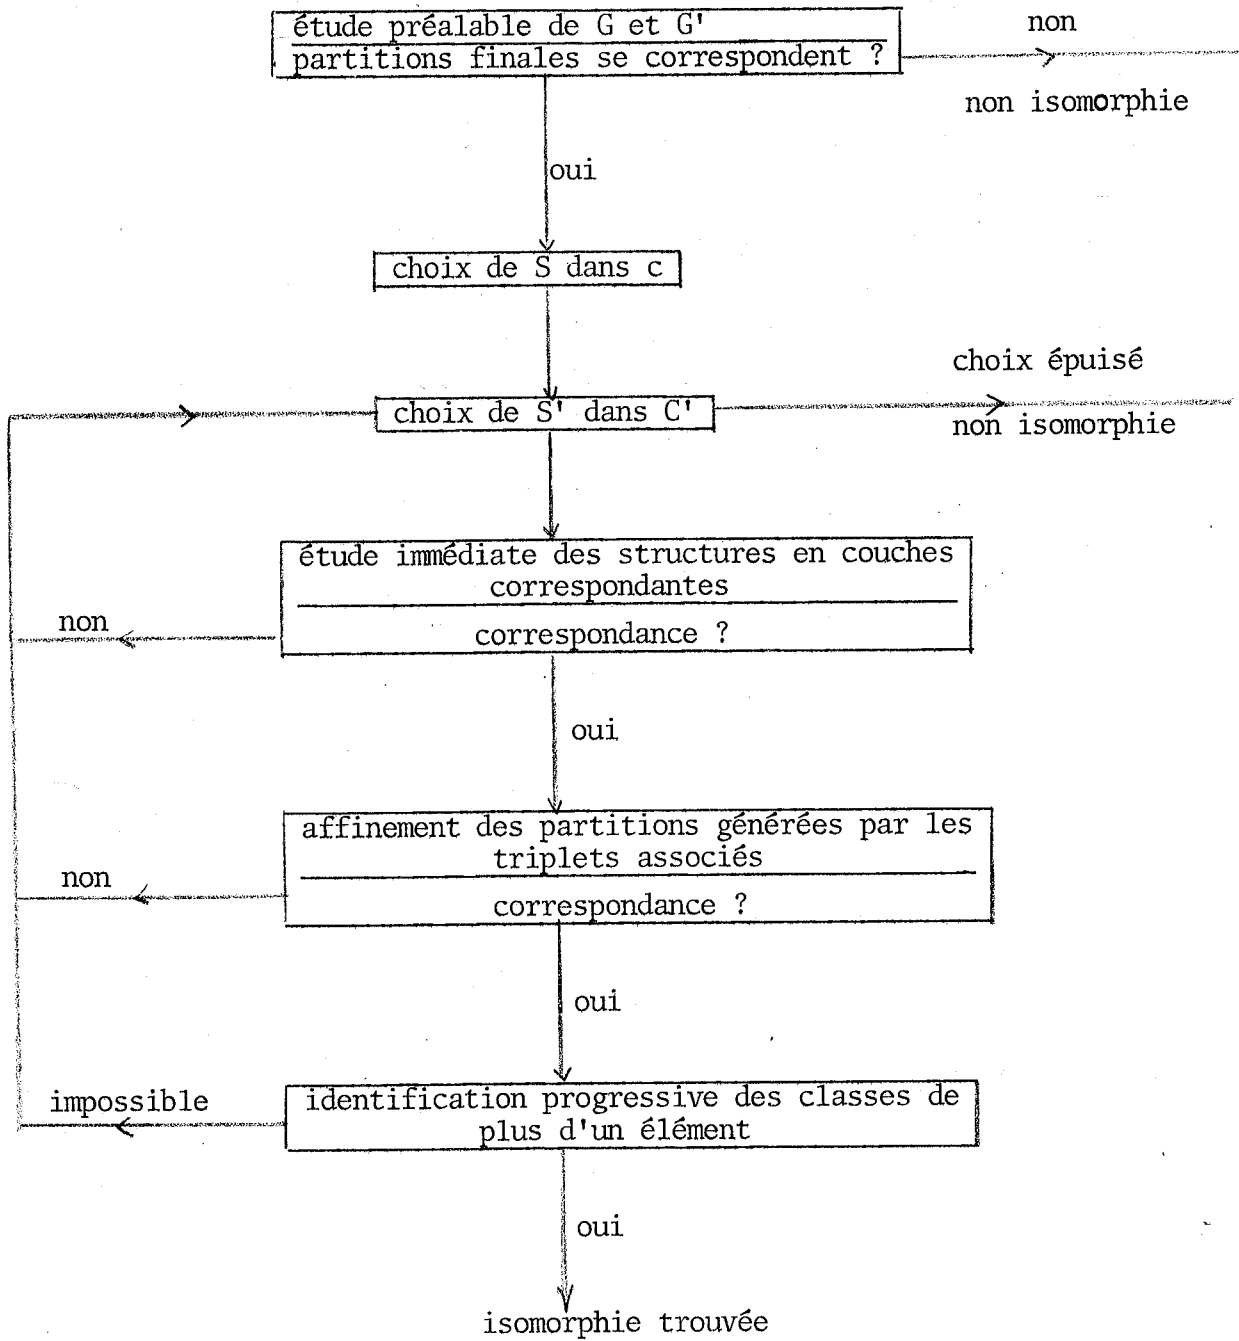 étude préalable de G et G'
partitions finales se correspondent ?
non
non isomorphie
oui
choix de S dans c
choix épuisé
choix de S' dans C'
non isomorphie
étude immédiate des structures en couches
correspondantes
non
correspondance ?
oui
affinement des partitions générées par les
triplets associés
non
correspondance ?
oui
impossible
identification progressive des classes de
plus d'un élément
oui
isomorphie trouvée